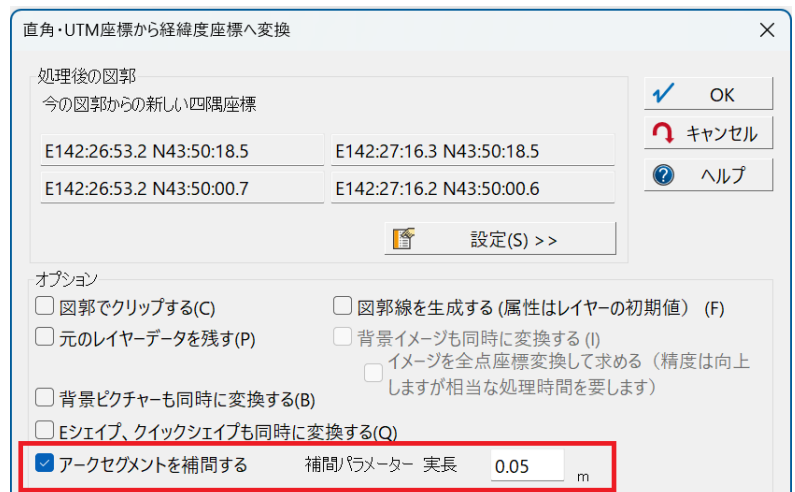 直角・UTM座標から経緯度座標へ変換
処理後の図郭
今の図郭からの新しい四隅座標
E142:26:53.2 N43:50:18.5
E142:27:16.3 N43:50:18.5
E142:26:53.2 N43:50:00.7
E142:27:16.2 N43:50:00.6
設定(S) >>
OK
キャンセル
ヘルプ
オプション
図郭でクリップする(C)
図郭線を生成する (属性はレイヤーの初期値） (F)
元のレイヤーデータを残す(P)
背景イメージも同時に変換する (I)
イメージを全点座標変換して求める（精度は向上
しますが相当な処理時間を要します）
背景ピクチャーも同時に変換する(B)
Eシェイプ、クイックシェイプも同時に変換する(Q)
アークセグメントを補間する 補間パラメーター 実長 0.05 m